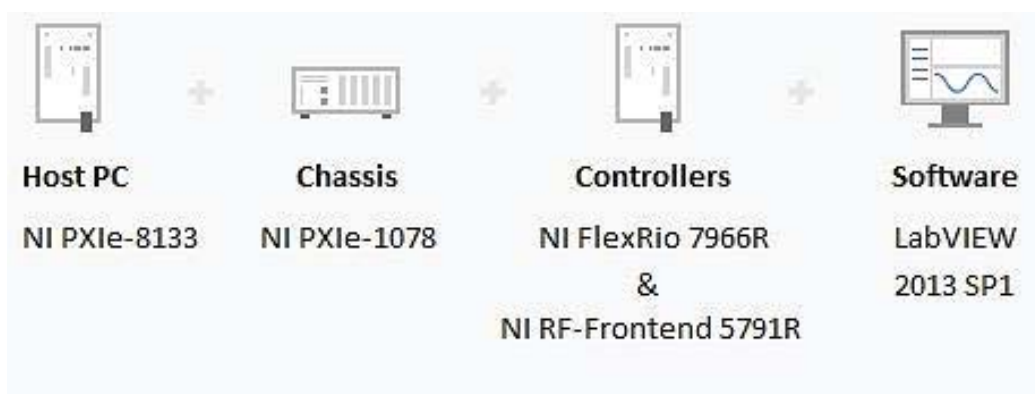 Host PC
NI PXIe-8133
Chassis
NI PXIe-1078
Controllers
NI FlexRio 7966R
&
NI RF-Frontend 5791R
Software
LabVIEW
2013 SP1